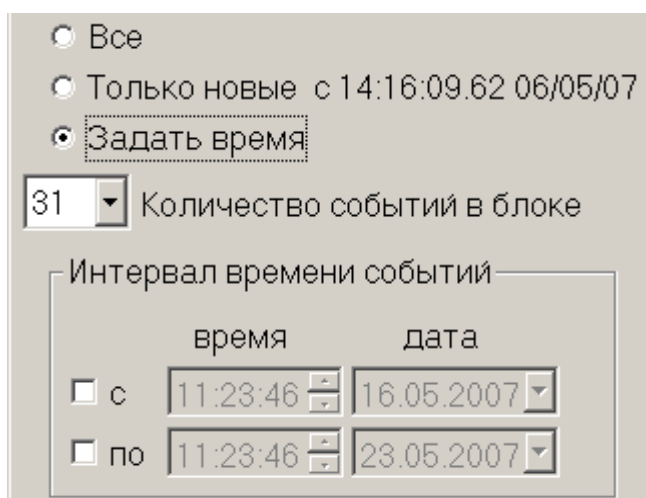 Все
Только новые с 14:16:09.62 06/05/07
Задать время
31 Количество событий в блоке
Интервал времени событий
время дата
с 11:23:46 16.05.2007
по 11:23:46 23.05.2007